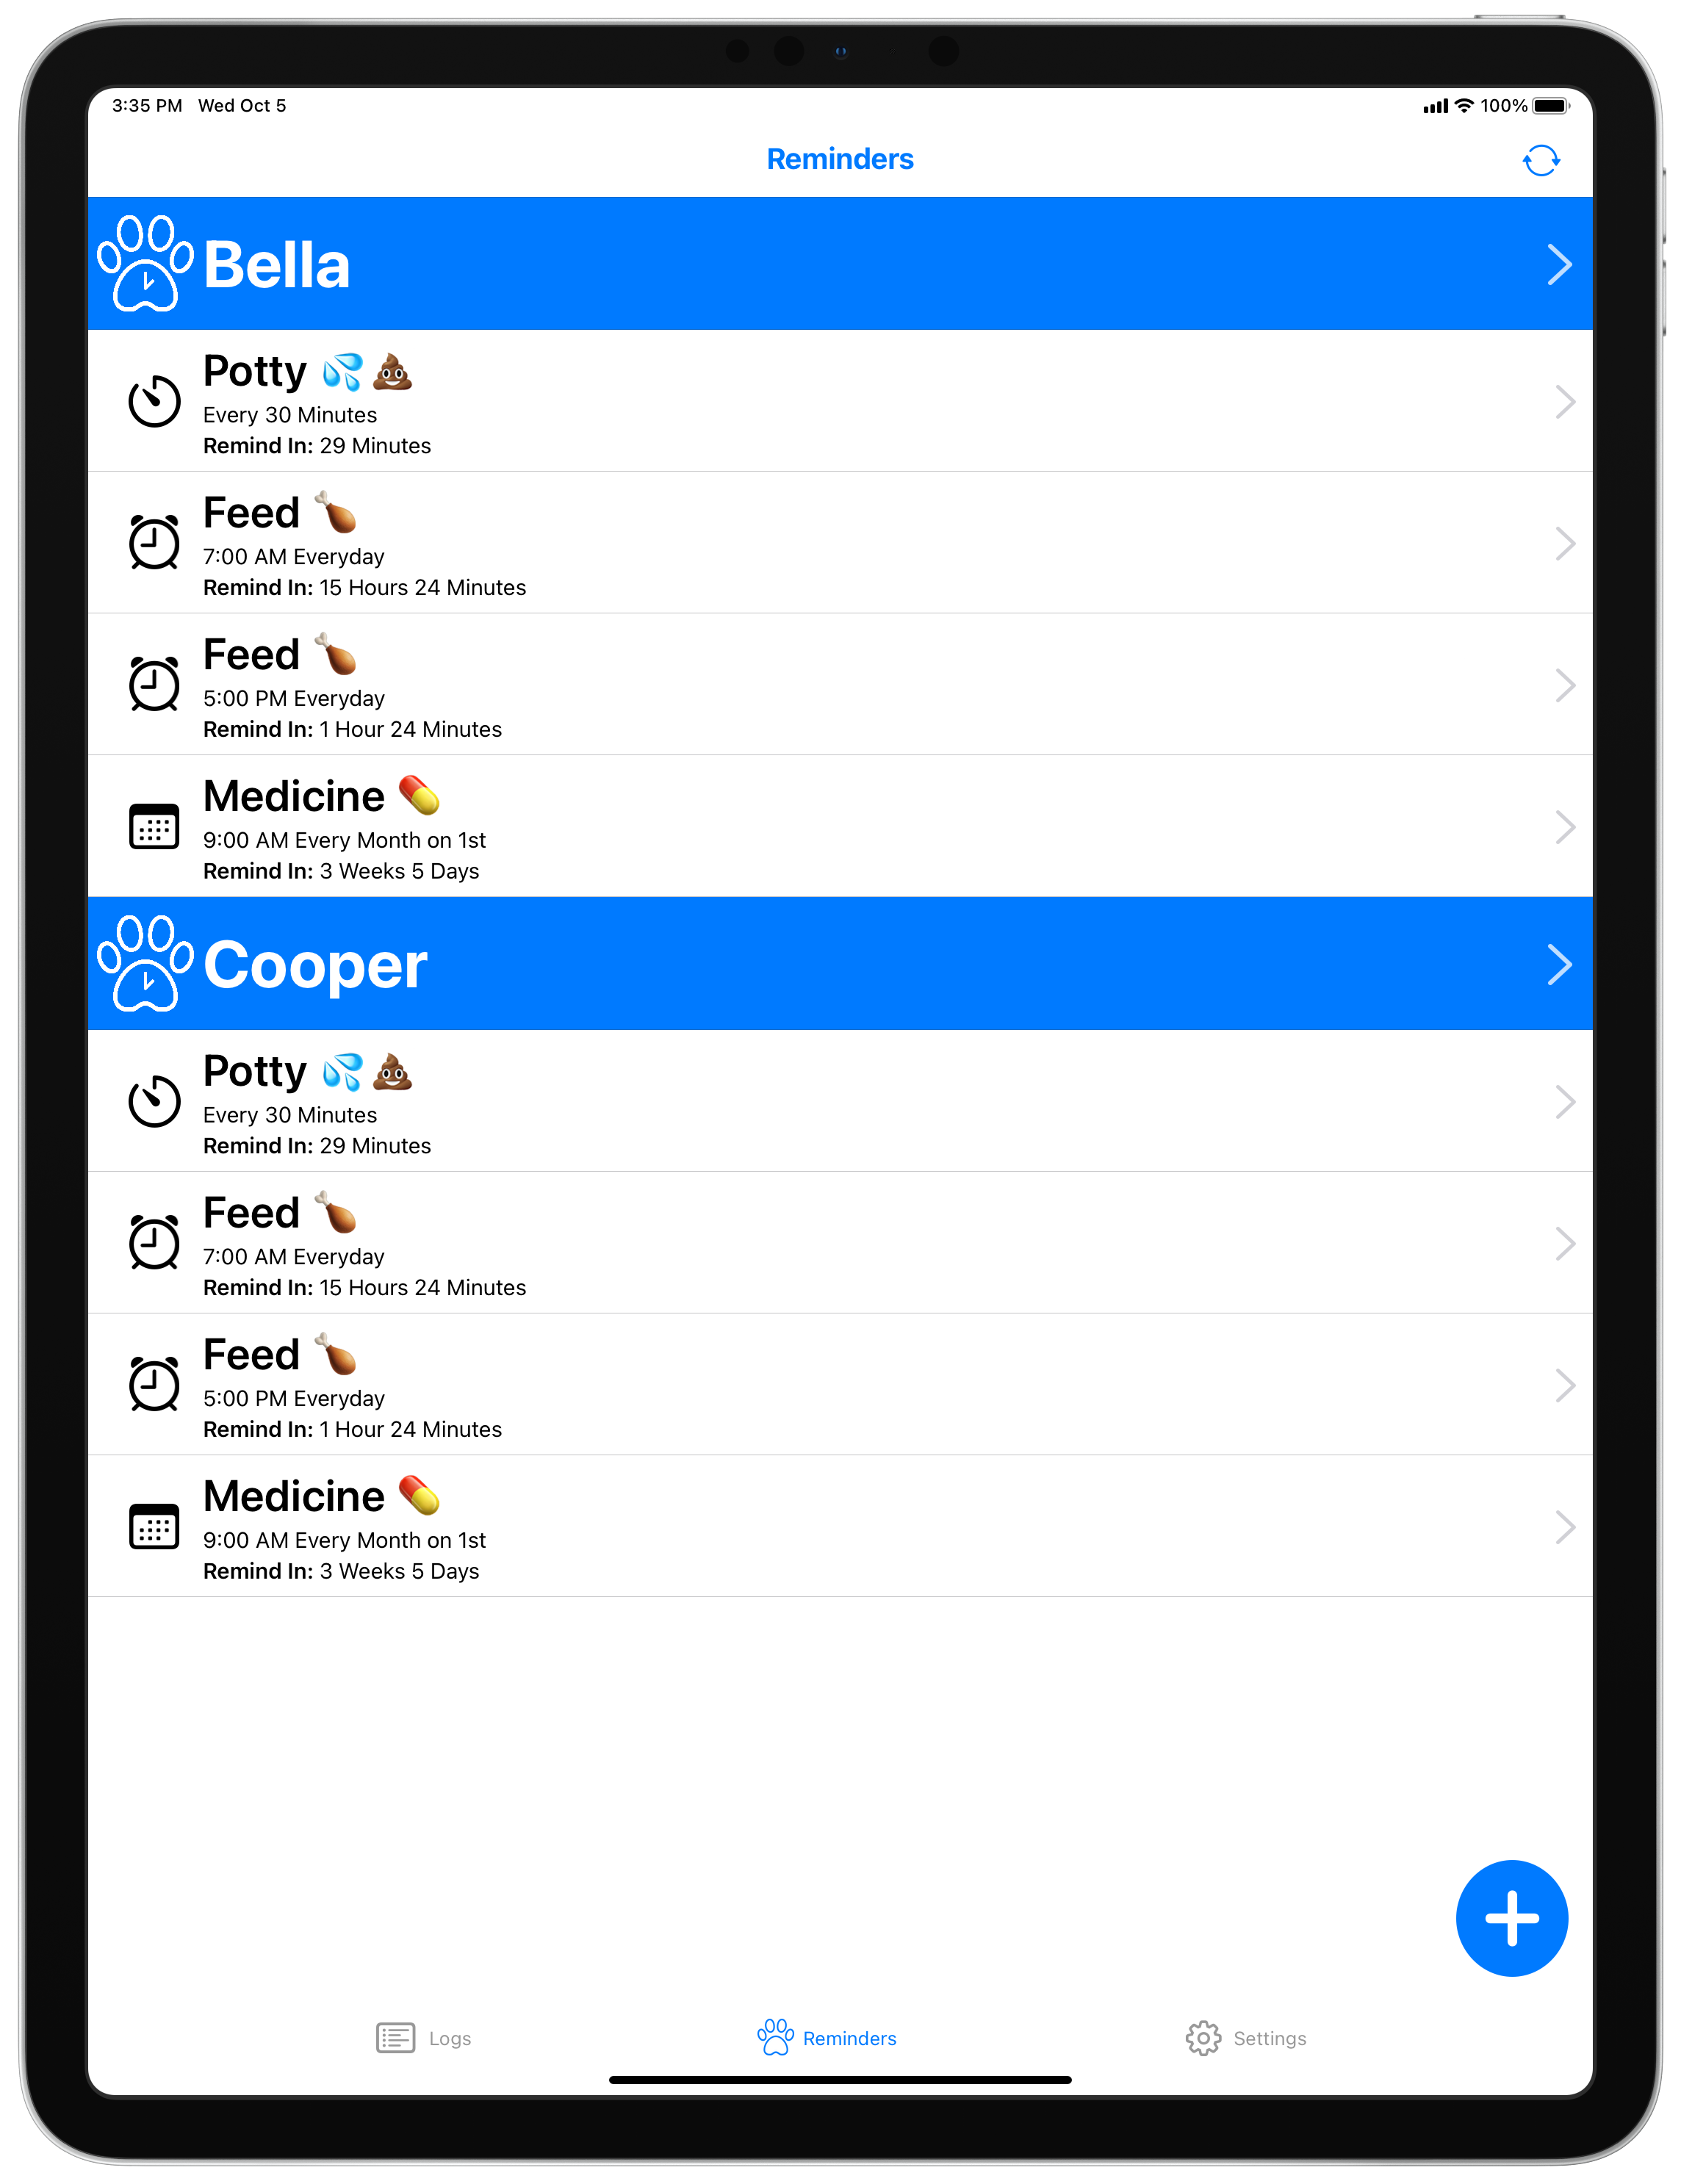 3:35 PM Wed Oct 5 100%
Reminders
Bella
Potty 💦 💩
Every 30 Minutes
Remind In: 29 Minutes
Feed 🍗
7:00 AM Everyday
Remind In: 15 Hours 24 Minutes
Feed 🍗
5:00 PM Everyday
Remind In: 1 Hour 24 Minutes
Medicine 💊
9:00 AM Every Month on 1st
Remind In: 3 Weeks 5 Days
Cooper
Potty 💦 💩
Every 30 Minutes
Remind In: 29 Minutes
Feed 🍗
7:00 AM Everyday
Remind In: 15 Hours 24 Minutes
Feed 🍗
5:00 PM Everyday
Remind In: 1 Hour 24 Minutes
Medicine 💊
9:00 AM Every Month on 1st
Remind In: 3 Weeks 5 Days
Logs Reminders Settings